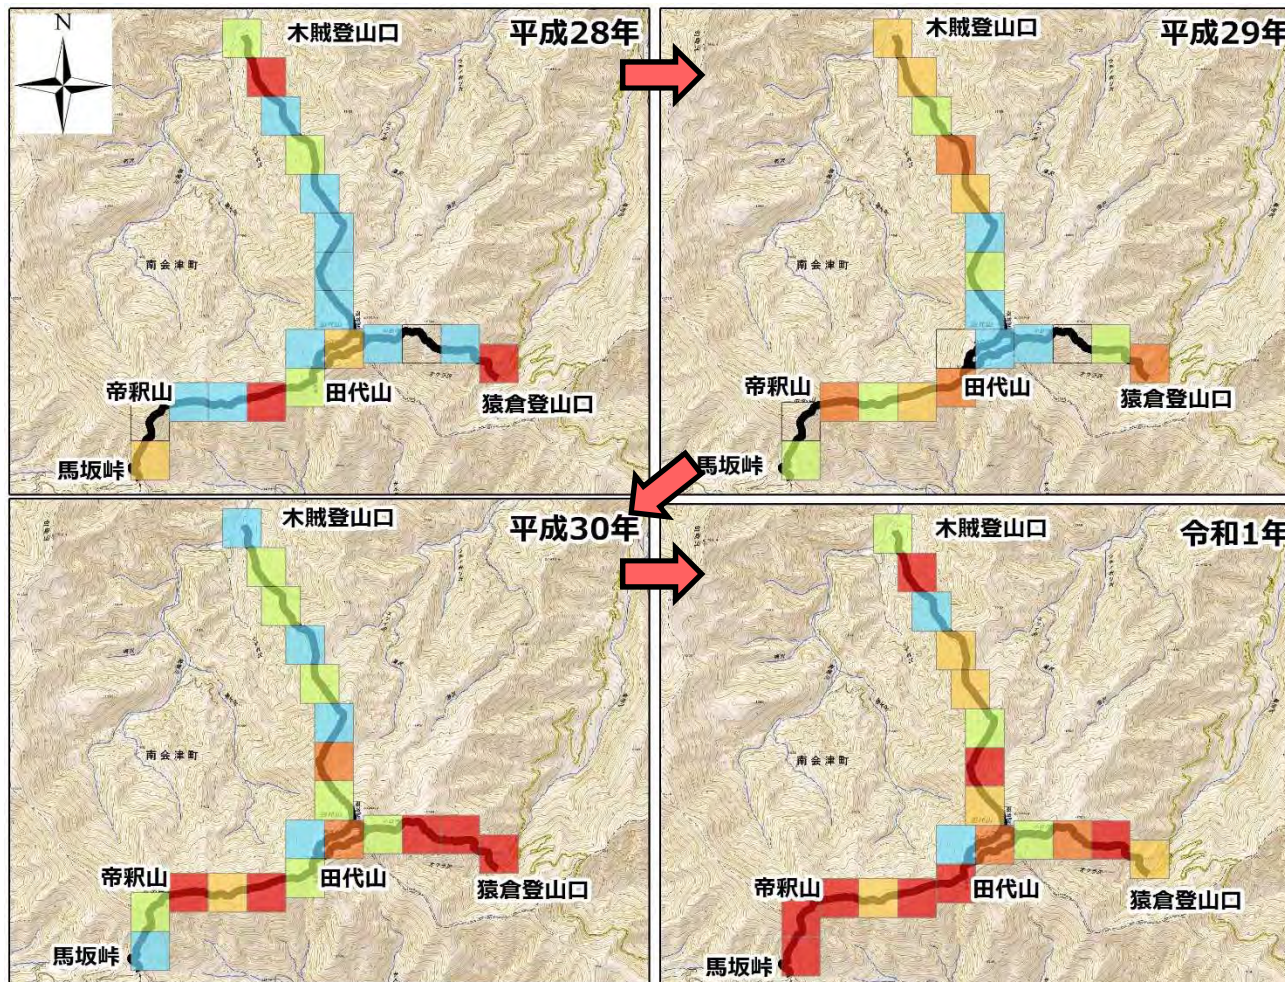 N
木賊登山口
平成28年
南会津町
帝釈山
田代山
猿倉登山口
馬坂峠
木賊登山口
平成29年
南会津町
帝釈山
田代山
猿倉登山口
馬坂峠
木賊登山口
平成30年
南会津町
帝釈山
田代山
猿倉登山口
馬坂峠
木賊登山口
令和1年
南会津町
帝釈山
田代山
猿倉登山口
馬坂峠